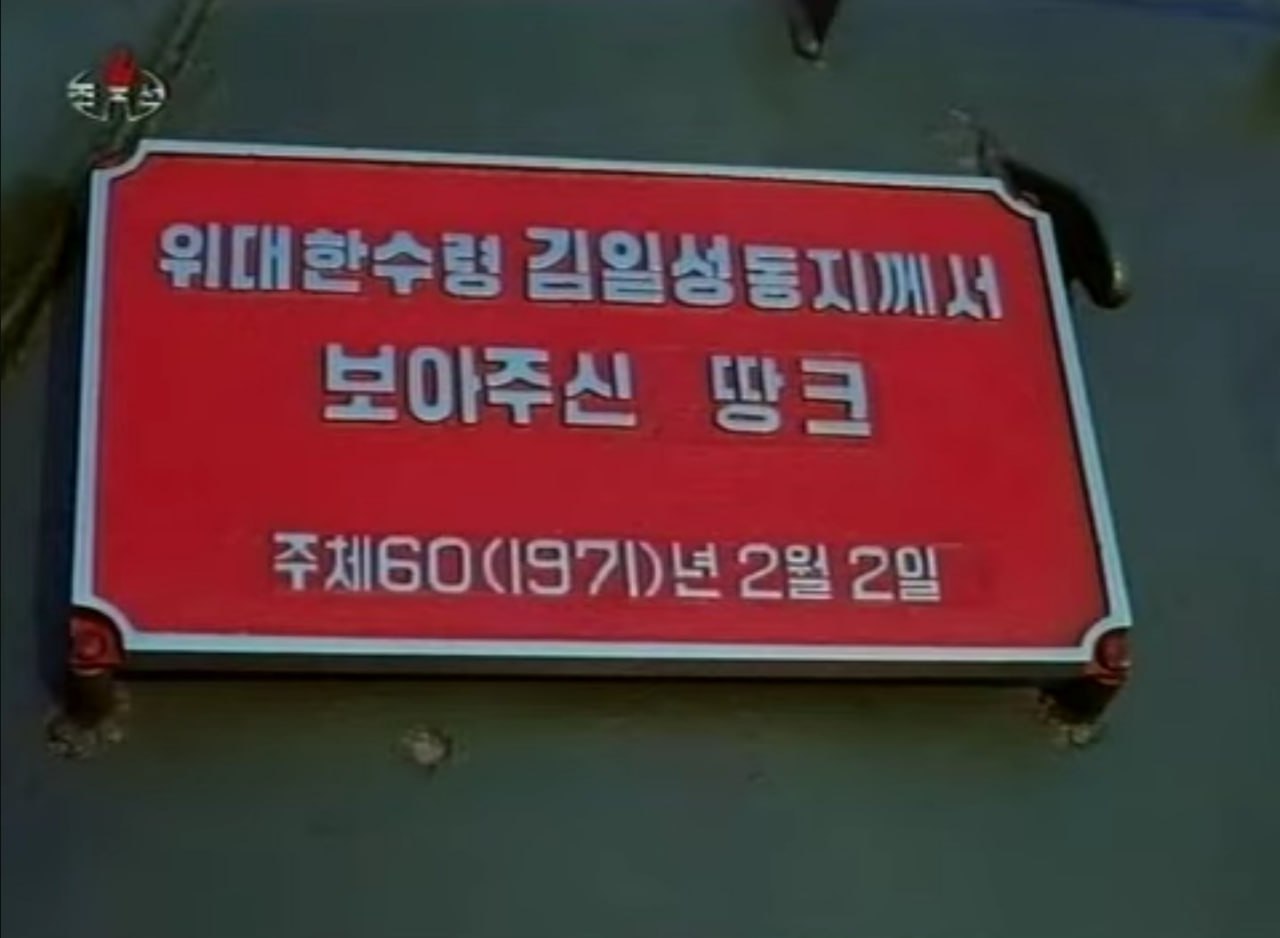 위대한수령 김일성동지께서
보아주신 땅크
주체60(1971)년 2월 2일